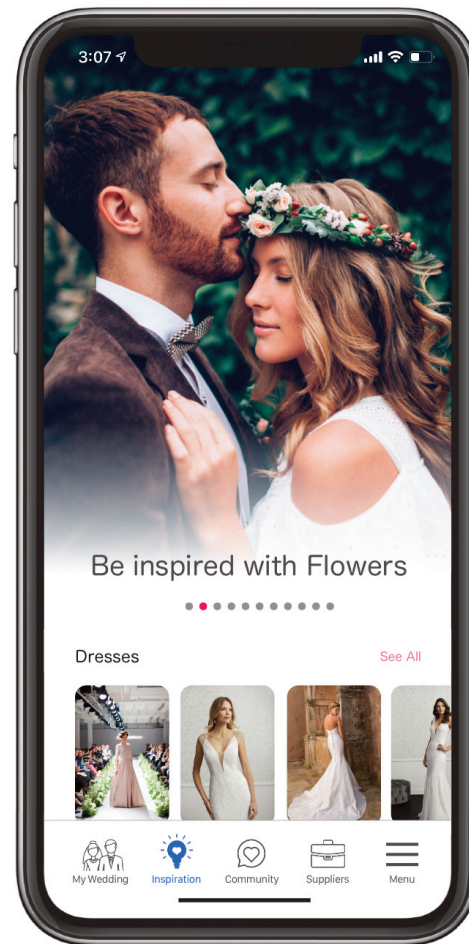 3:07
Be inspired with Flowers
Dresses
See All
My Wedding
Inspiration
Community
Suppliers
Menu